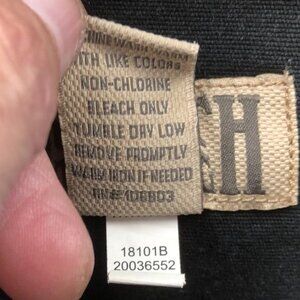 WITH LIKE COLORS
NON-CHLORINE
BLEACH ONLY
TUMBLE DRY LOW
REMOVE PROMPTLY
WARM IRON IF NEEDED
H
18101B
20036552